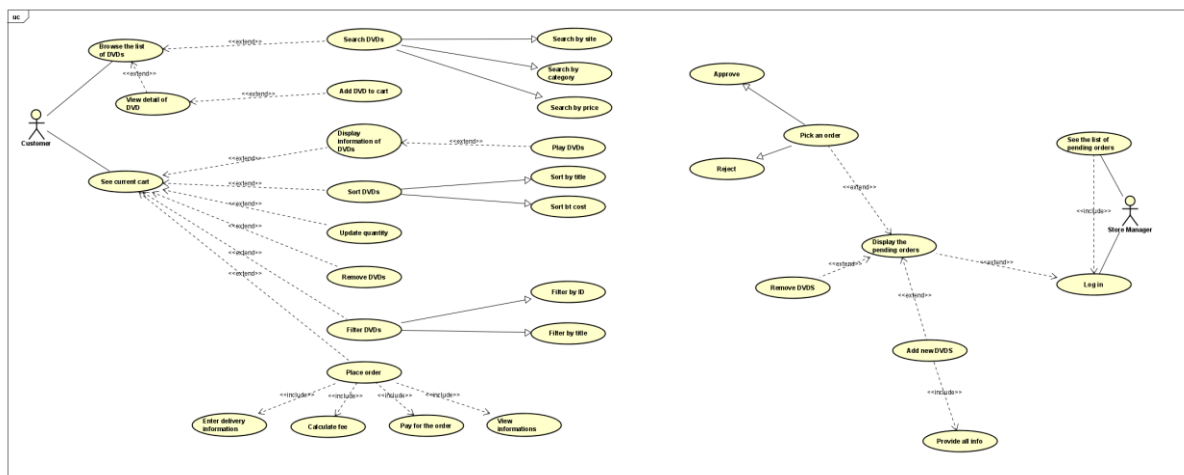 uc
Browse the list
of DVDs
<<extend>>
Search DVDs
Search by site
<<extend>>
Search by
category
View detail of
DVD
<<extend>>
Add DVD to cart
Search by price
Customer
Display
information of
DVDs
<<extend>>
Play DVDs
See current cart
<<extend>>
<<extend>>
Sort DVDs
Sort by title
Sort bt cost
<<extend>>
Update quantity
<<extend>>
Remove DVDs
<<extend>>
<<extend>>
Filter DVDs
Filter by ID
Filter by title
Place order
<<include>>
<<include>>
<<include>>
<<include>>
Enter delivery
information
Calculate fee
Pay for the order
View
informations
Approve
Pick an order
Reject
<<extend>>
See the list of
pending orders
<<include>>
Store Manager
Display the
pending orders
<<extend>>
<<extend>>
Remove DVDS
Log in
<<extend>>
Add new DVDS
<<include>>
Provide all info